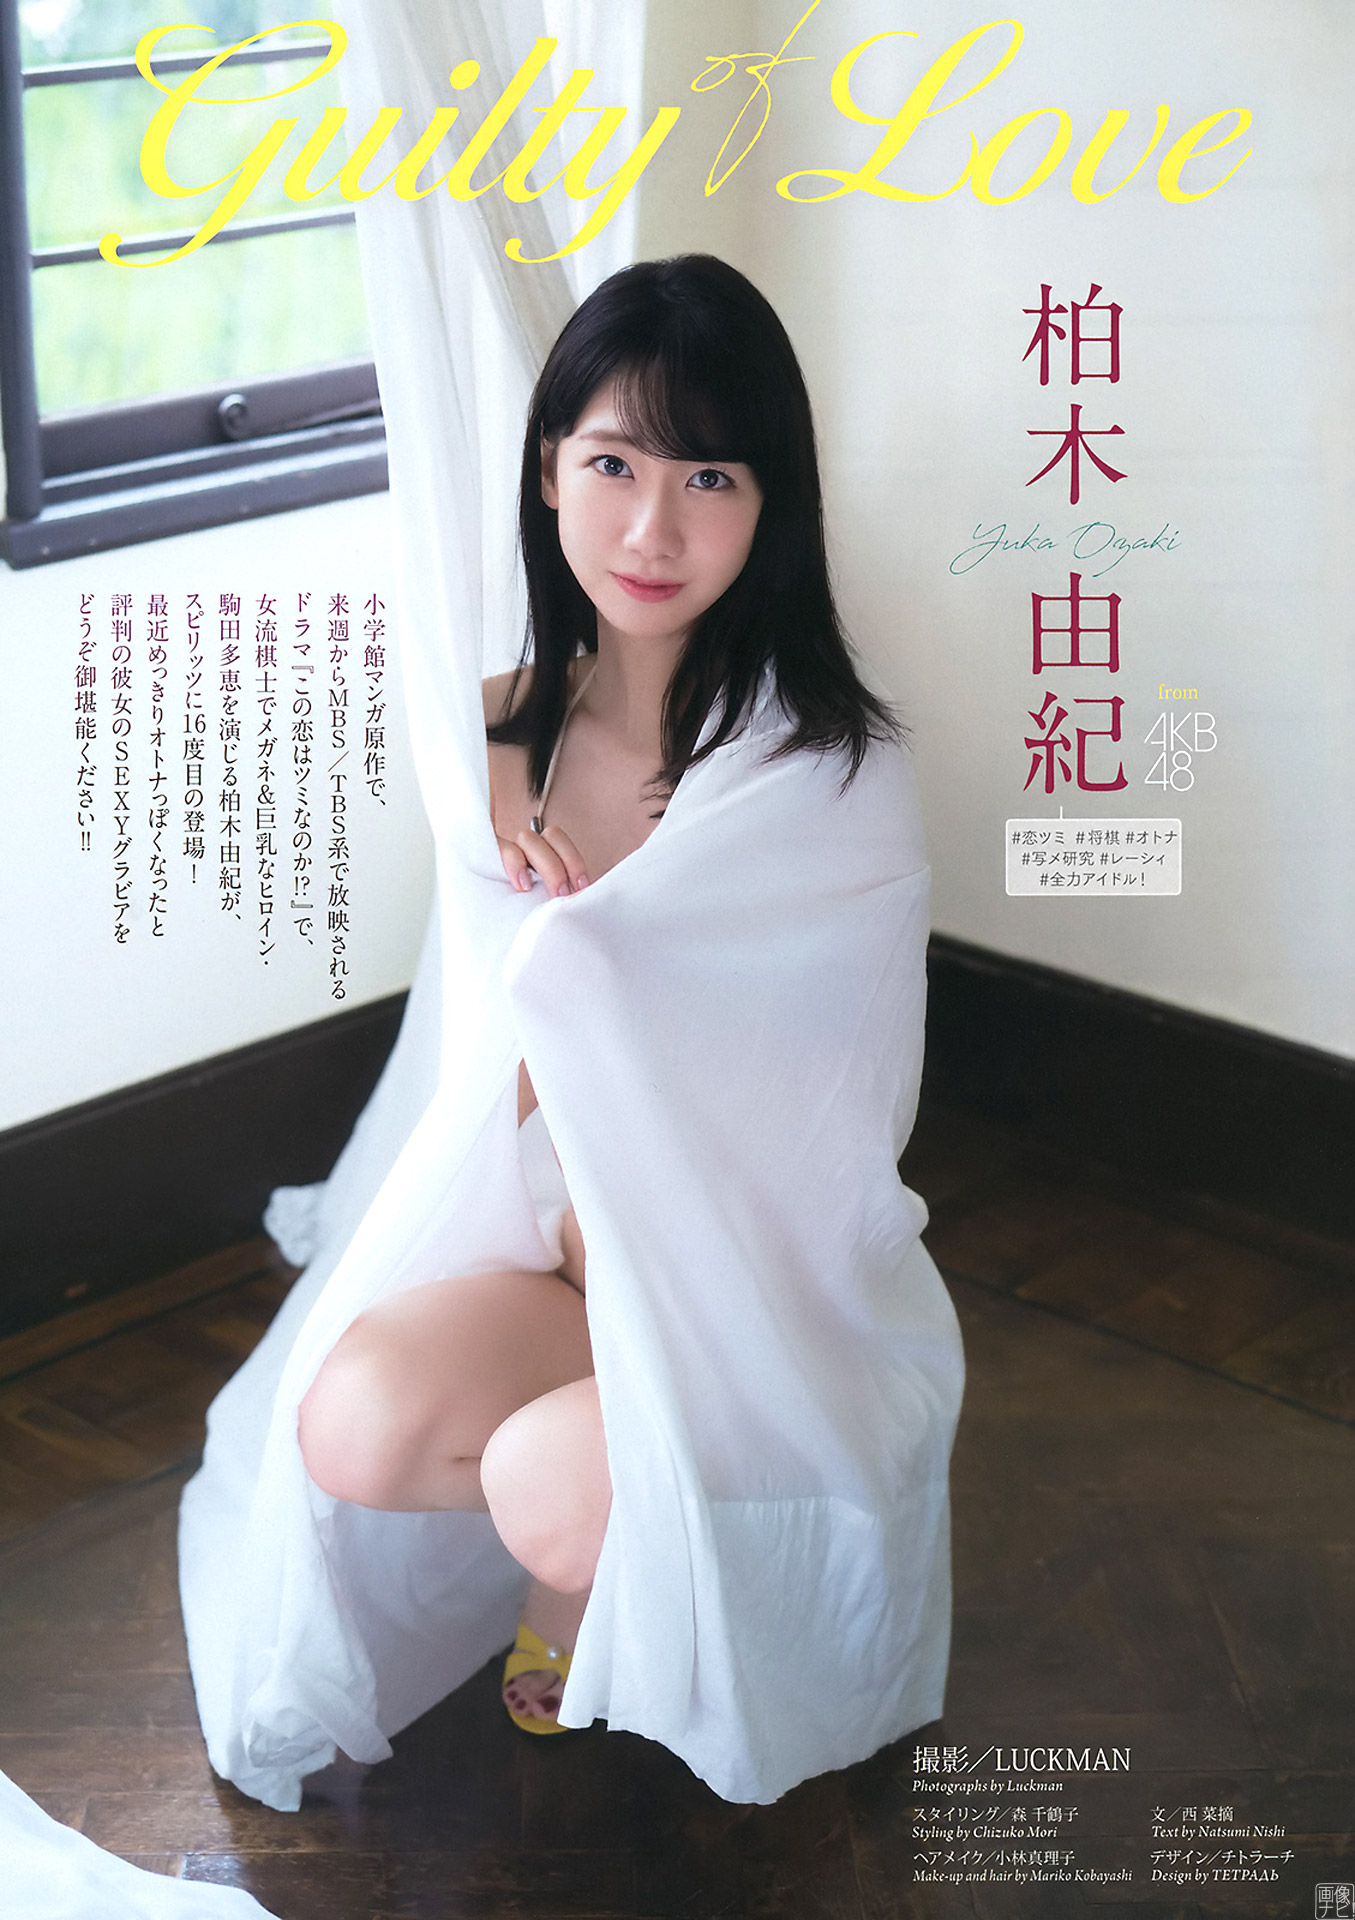 Guilty of Love
柏木由紀
Yuka Ozaki
from
AKB
48
#恋ツミ #将棋 #オトナ
#写メ研究 #レーシィ
#全力アイドル!
小学館マンガ原作で、
来週からMBS/TBS系で放映される
ドラマ『この恋はツミなのか!?』で、
女流棋士でメガネ&巨乳なヒロイン・
駒田多恵を演じる柏木由紀が、
スピリッツに16度目の登場!
最近めっきりオトナっぽくなったと
評判の彼女のSEXYグラビアを
どうぞ御堪能ください!!
撮影/LUCKMAN
Photographs by Luckman
スタイリング/森 千鶴子
Styling by Chizuko Mori
ヘアメイク/小林真理子
Make-up and hair by Mariko Kobayashi
文/西 菜摘
Text by Natsumi Nishi
デザイン/チトラーチ
Design by ТЕТРАДЬ
画像
ナビ!